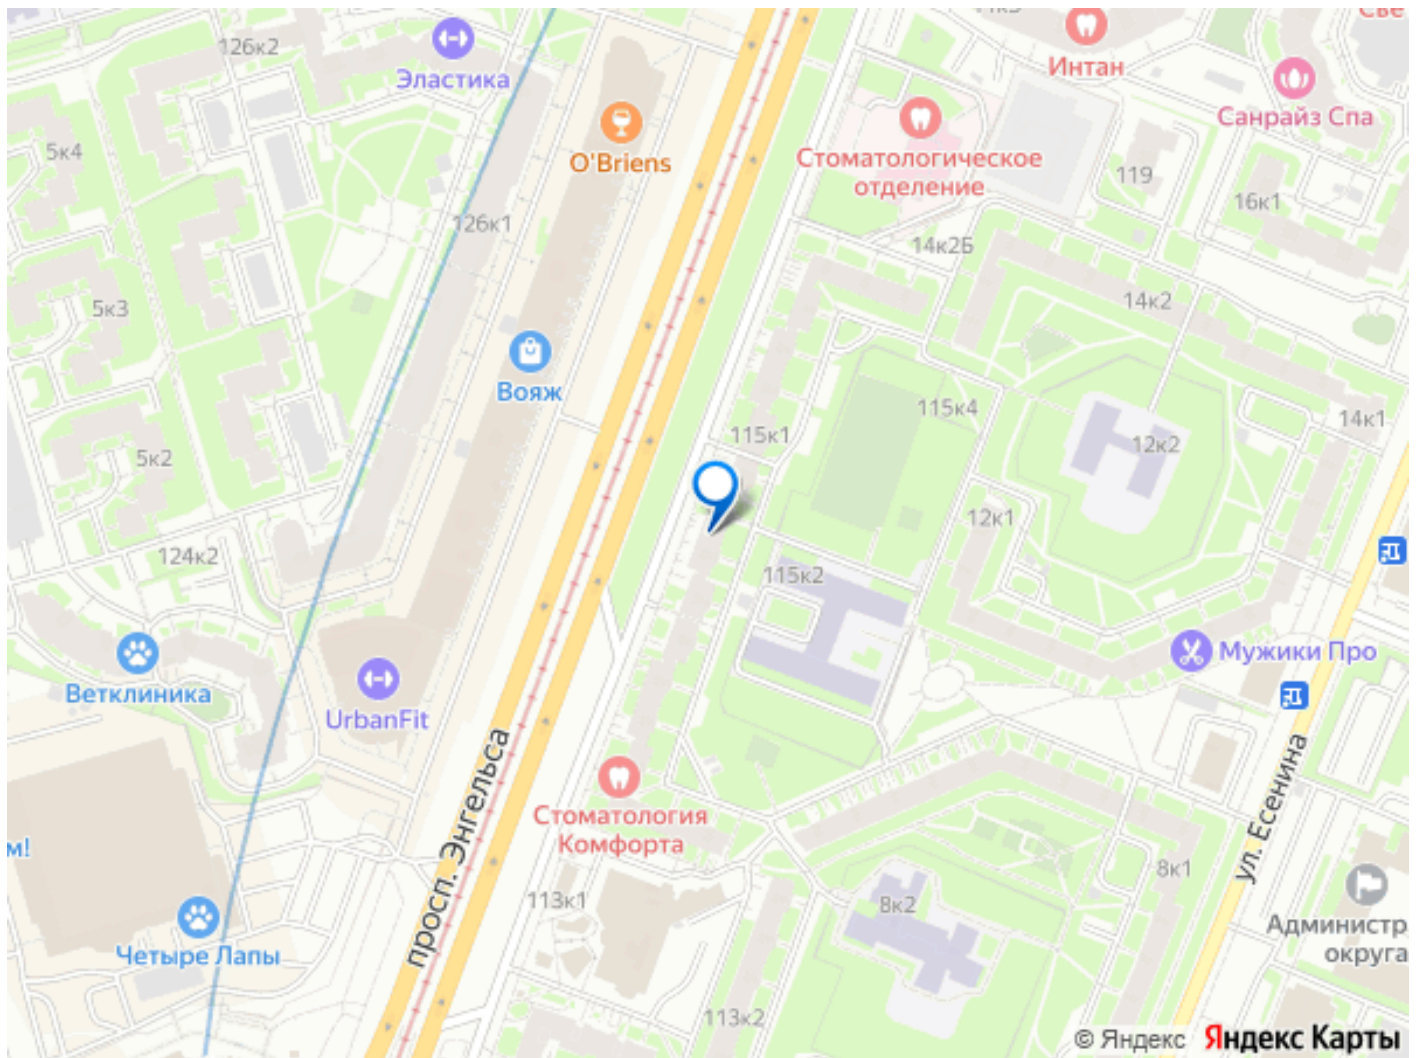 14к3
Све
126к2
Эластика
Интан
Санрайз Спа
O'Briens
Стоматологическое
отделение
5к4
119
16к1
126к1
14к2Б
5к3
14к2
Вояж
115к4
14к1
115к1
12к2
5к2
12к1
124к2
115к2
Мужики Про
Ветклиника
UrbanFit
просп. Энгельса
ул. Есенина
Стоматология
Комфорта
м!
8к1
113к1
8к2
Администр
округа
Четыре Лапы
113к2
© Яндекс Яндекс Карты